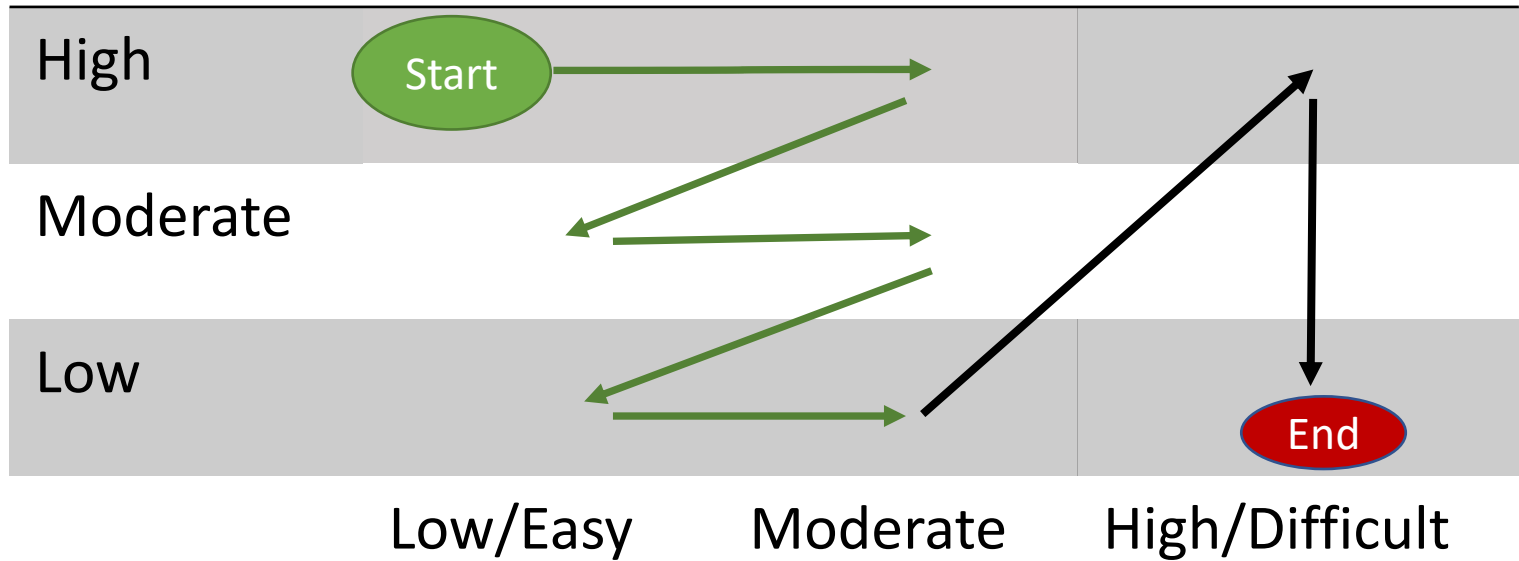 High
Start
Moderate
Low
End
Low/Easy
Moderate
High/Difficult